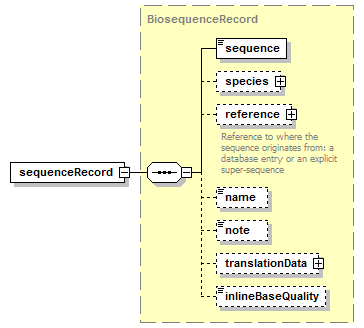 BiosequenceRecord
sequence
species
reference
Reference to where the
sequence originates from: a
database entry or an explicit
super-sequence
sequenceRecord
name
note
translationData
inlineBaseQuality